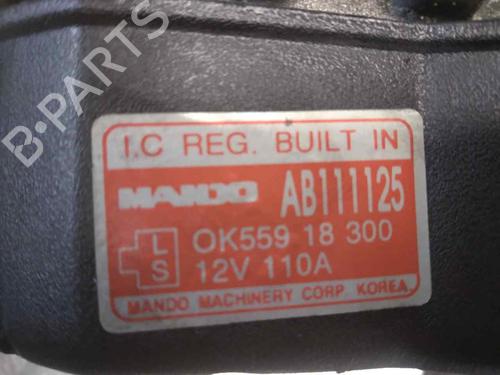 B-PARTS
I.C REG. BUILT IN
MANDO AB111125
L
S
OK559 18 300
12V 110A
MANDO MACHINERY CORP. KOREA.